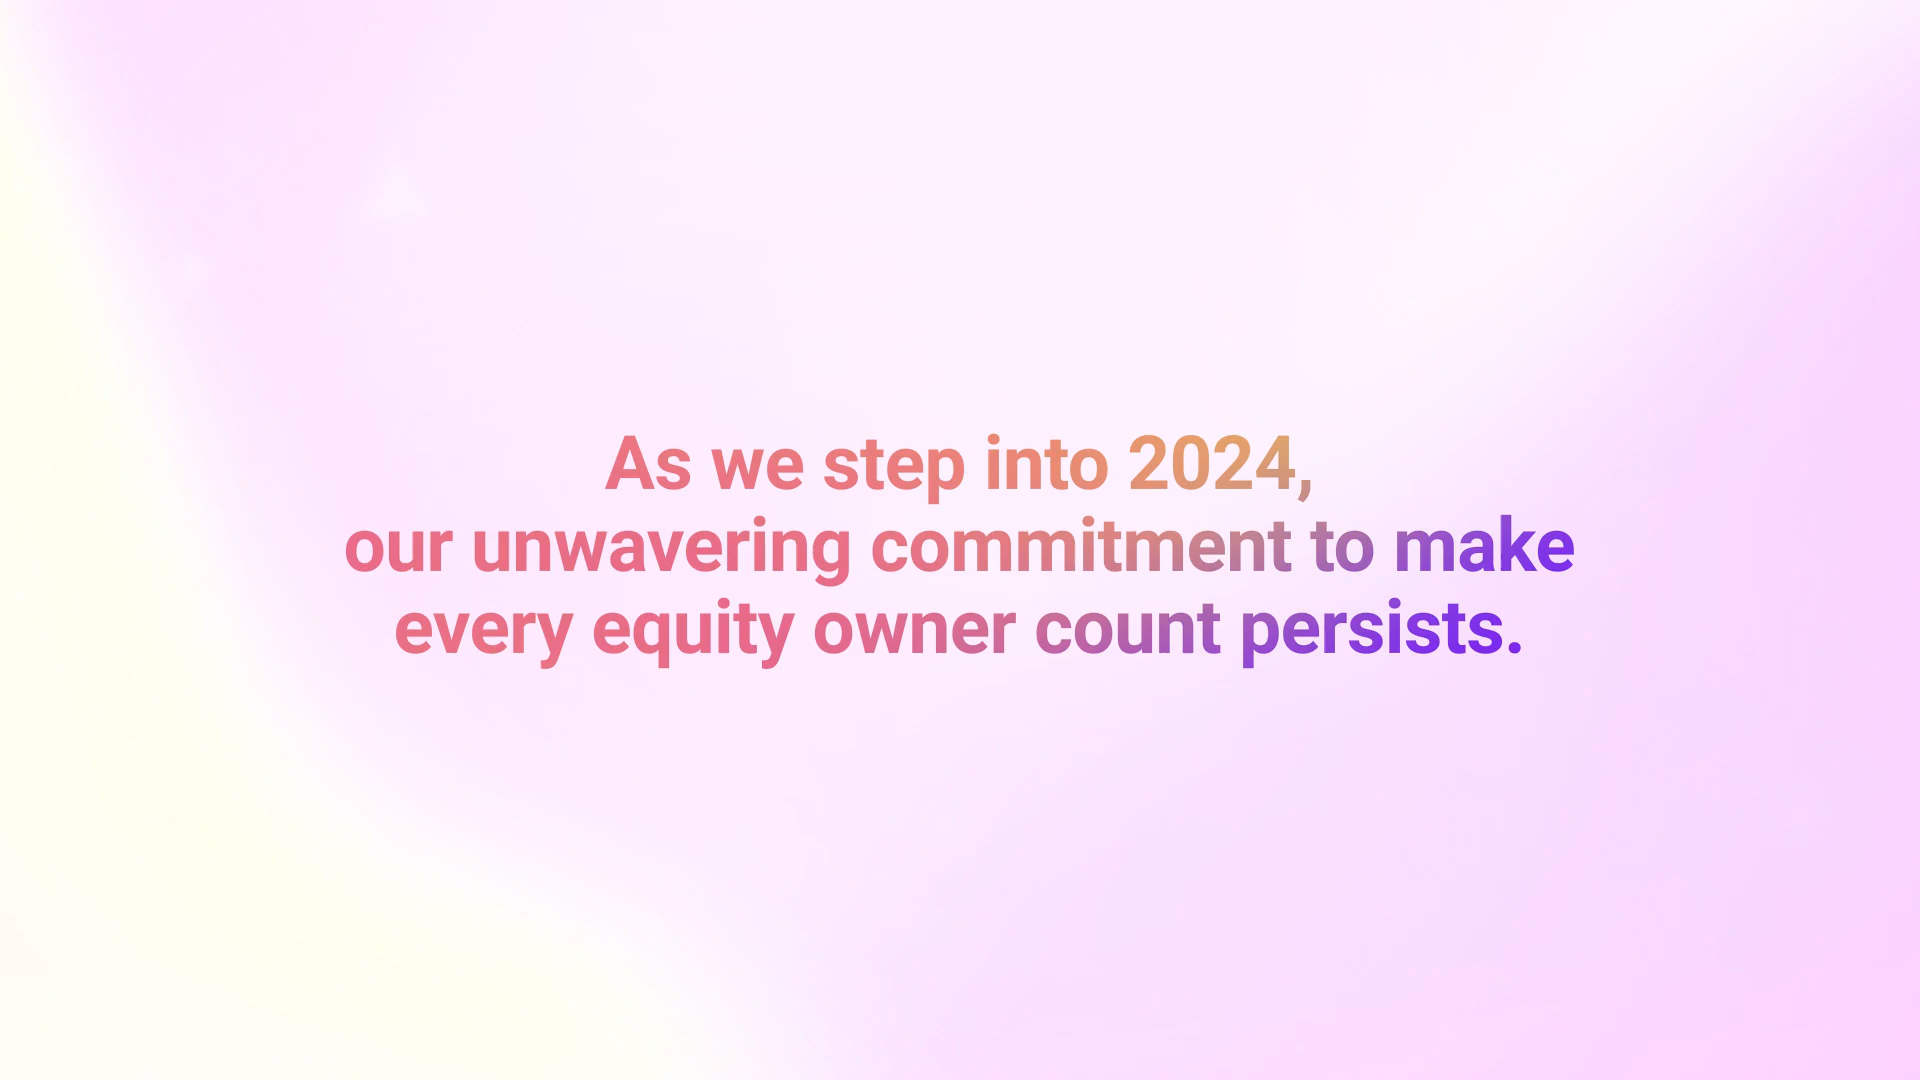 As we step into 2024,
our unwavering commitment to make
every equity owner count persists.